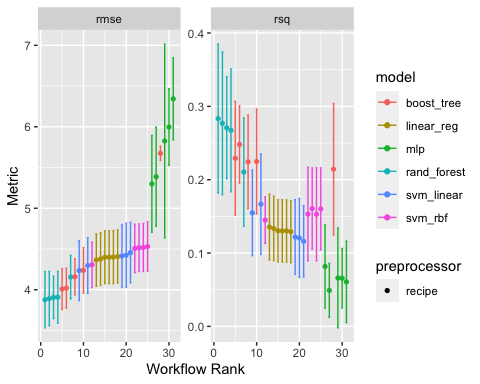 rmse
rsq
7
6
5
4
0.4
0.3
0.2
0.1
0.0
0
10
20
30
0
10
20
30
Metric
Workflow Rank
model
boost_tree
linear_reg
mlp
rand_forest
svm_linear
svm_rbf
preprocessor
recipe